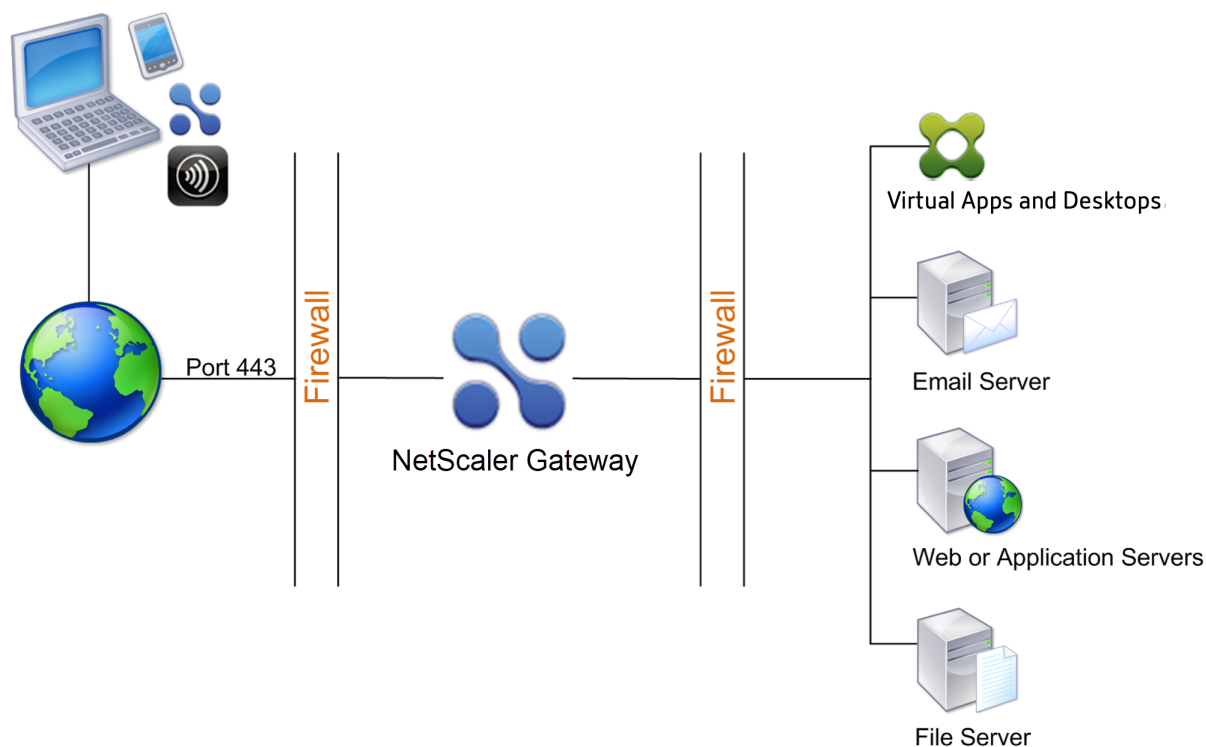 Port 443
Firewall
NetScaler Gateway
Firewall
Virtual Apps and Desktops
Email Server
Web or Application Servers
File Server